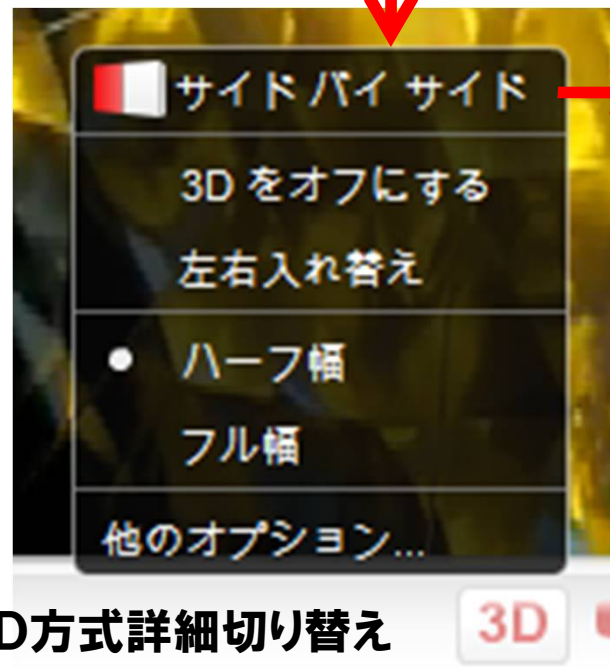 サイド バイ サイド
3D をオフにする
左右入れ替え
ハーフ幅
フル幅
他のオプション...
D方式詳細切り替え
3D